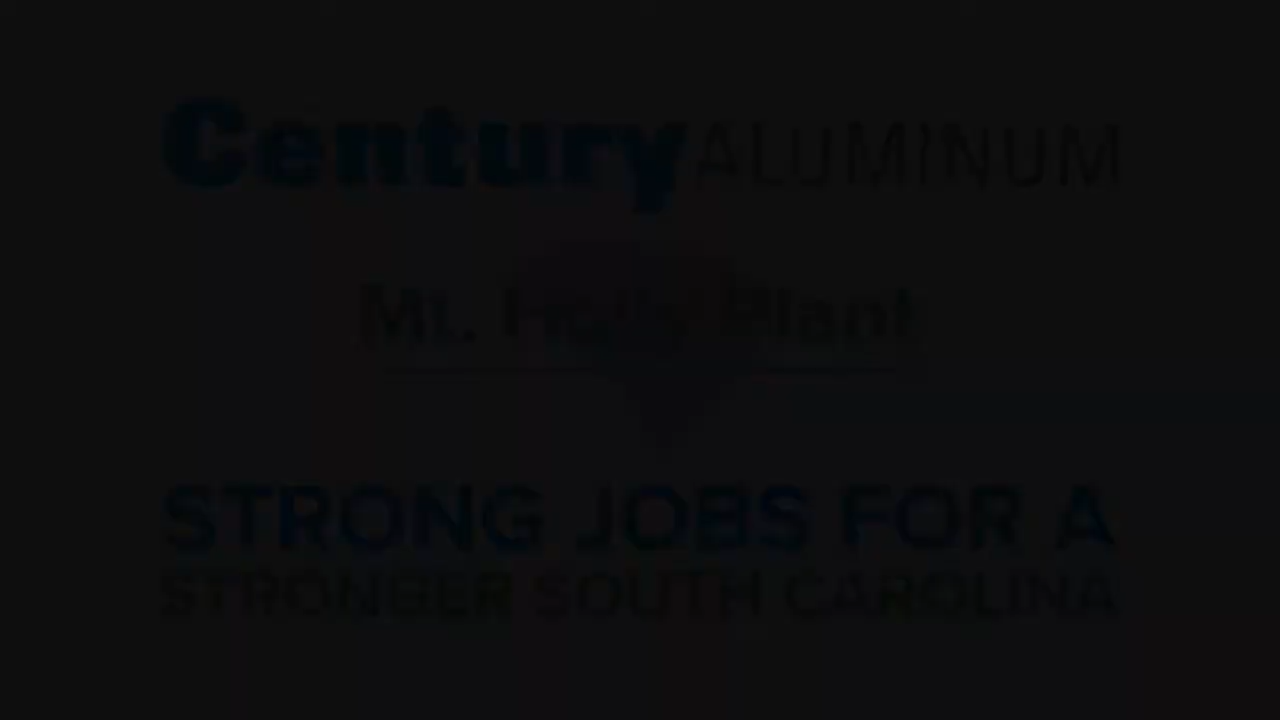 Century ALUMINUM
Mt. Holly Plant
STRONG JOBS FOR A
STRONGER SOUTH CAROLINA